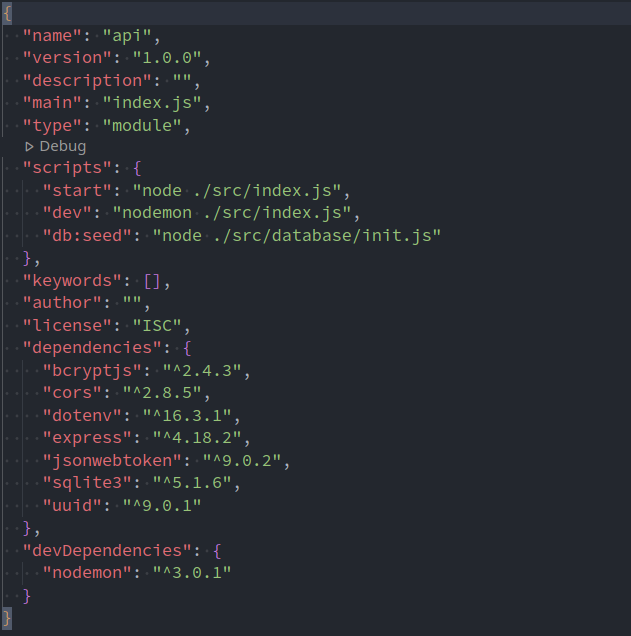 {
  "name": "api",
  "version": "1.0.0",
  "description": "",
  "main": "index.js",
  "type": "module",
  Debug
  "scripts": {
    "start": "node ./src/index.js",
    "dev": "nodemon ./src/index.js",
    "db:seed": "node ./src/database/init.js"
  },
  "keywords": [],
  "author": "",
  "license": "ISC",
  "dependencies": {
    "bcryptjs": "^2.4.3",
    "cors": "^2.8.5",
    "dotenv": "^16.3.1",
    "express": "^4.18.2",
    "jsonwebtoken": "^9.0.2",
    "sqlite3": "^5.1.6",
    "uuid": "^9.0.1"
  },
  "devDependencies": {
    "nodemon": "^3.0.1"
  }
}